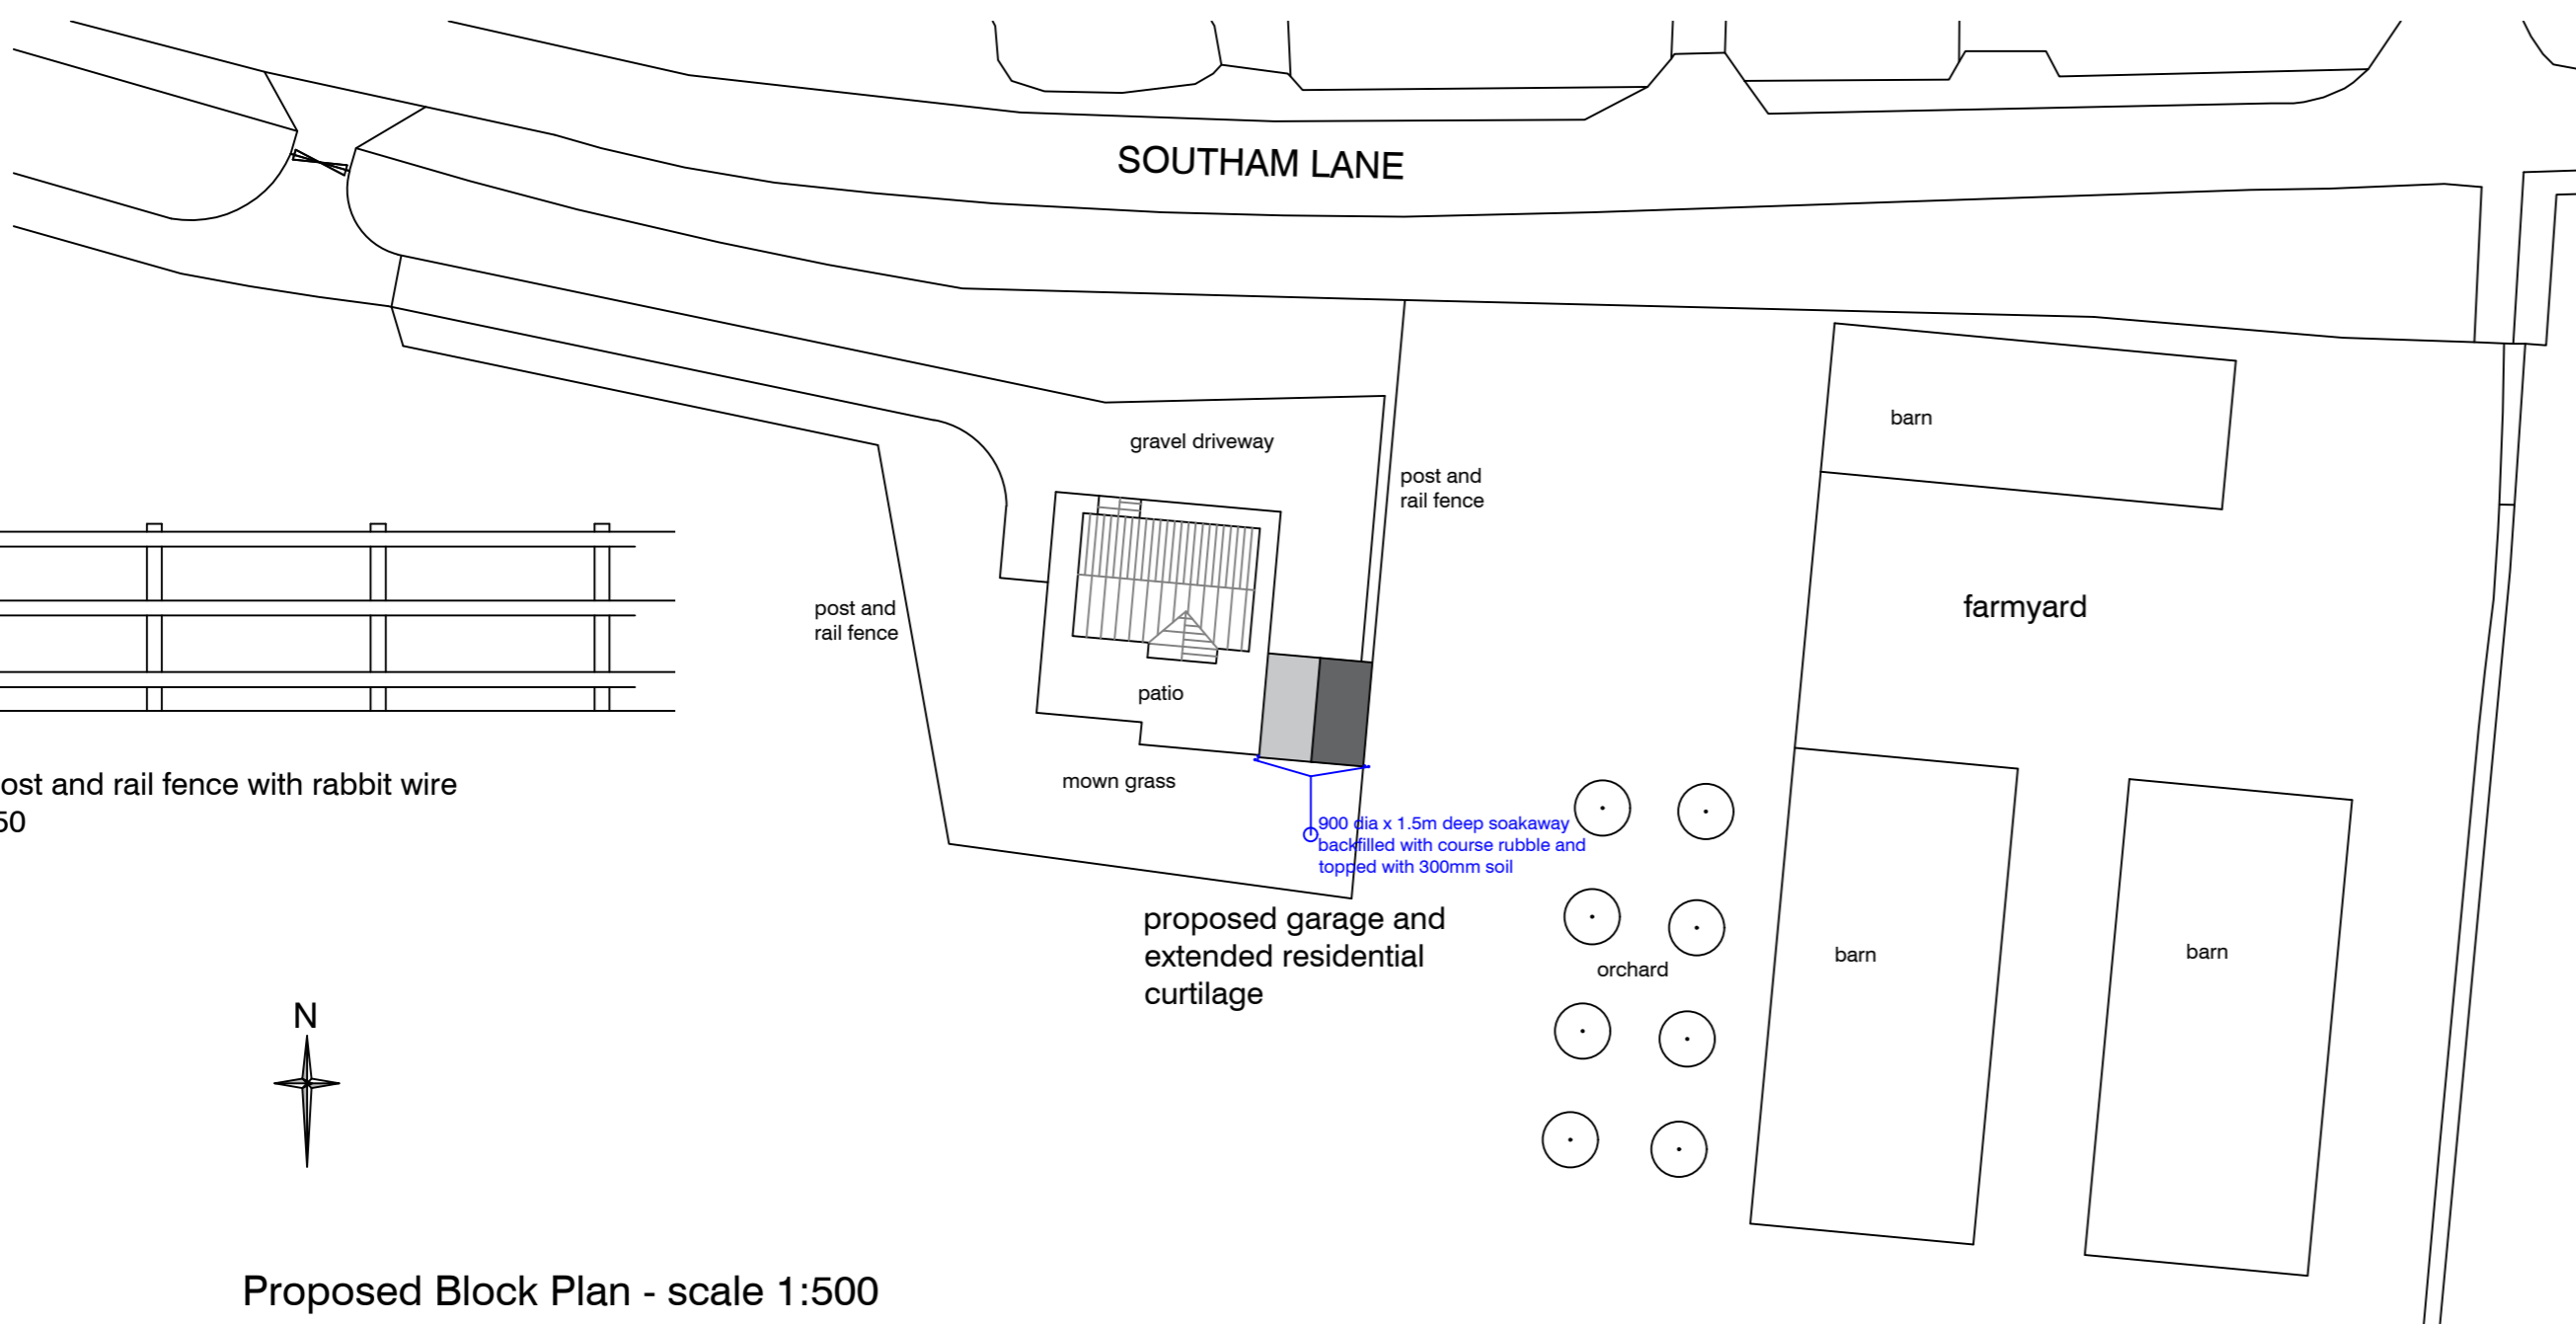 SOUTHAM LANE
barn
gravel driveway
post and
rail fence
farmyard
post and
rail fence
patio
mown grass
ost and rail fence with rabbit wire
50
900 dia x 1.5m deep soakaway
backfilled with course rubble and
topped with 300mm soil
proposed garage and
extended residential
curtilage
orchard
barn
barn
N
Proposed Block Plan - scale 1:500